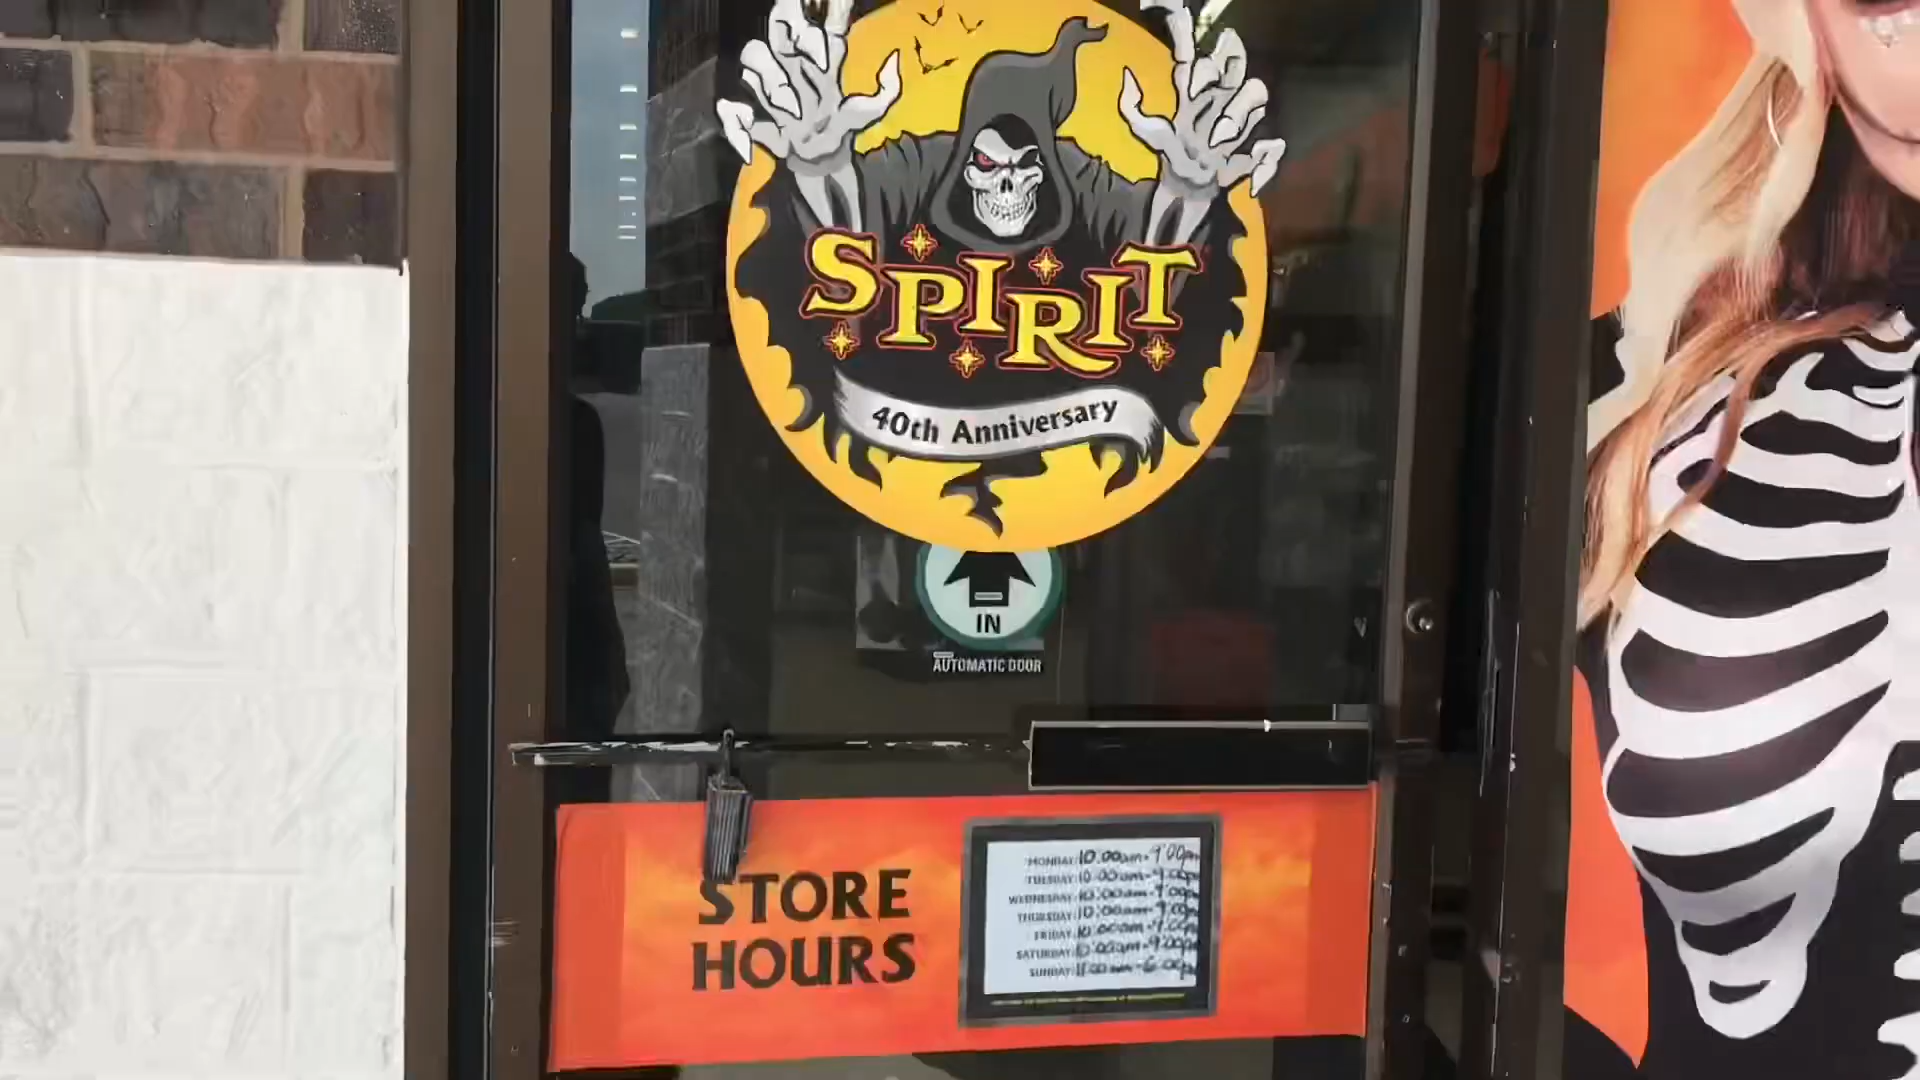 SPIRIT
40th Anniversary
IN
AUTOMATIC DOOR
STORE
HOURS
MONDAY: 10:00am-9:00pm
TUESDAY: 10:00am-9:00pm
WEDNESDAY: 10:00am-9:00pm
THURSDAY: 10:00am-9:00pm
FRIDAY: 10:00am-9:00pm
SATURDAY: 10:00am-9:00pm
SUNDAY: 11:00am-6:00pm